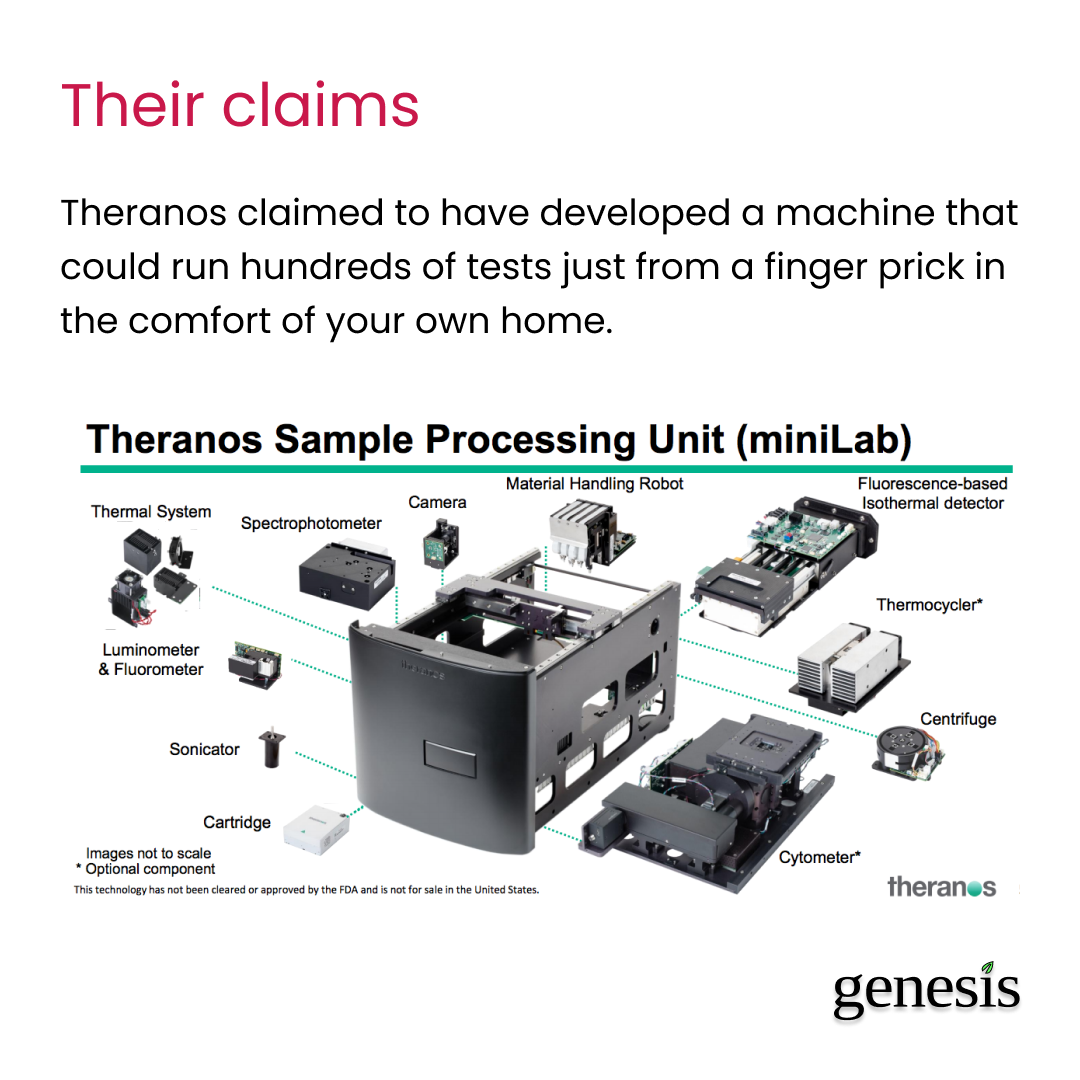 Their claims
Theranos claimed to have developed a machine that
could run hundreds of tests just from a finger prick in
the comfort of your own home.
Theranos Sample Processing Unit (miniLab)
Thermal System
Spectrophotometer
Camera
Material Handling Robot
Fluorescence-based
Isothermal detector
Thermocycler*
Luminometer
& Fluorometer
theranos
Centrifuge
Sonicator
Cartridge
Cytometer*
Images not to scale
* Optional component
This technology has not been cleared or approved by the FDA and is not for sale in the United States.
theranos
genesis